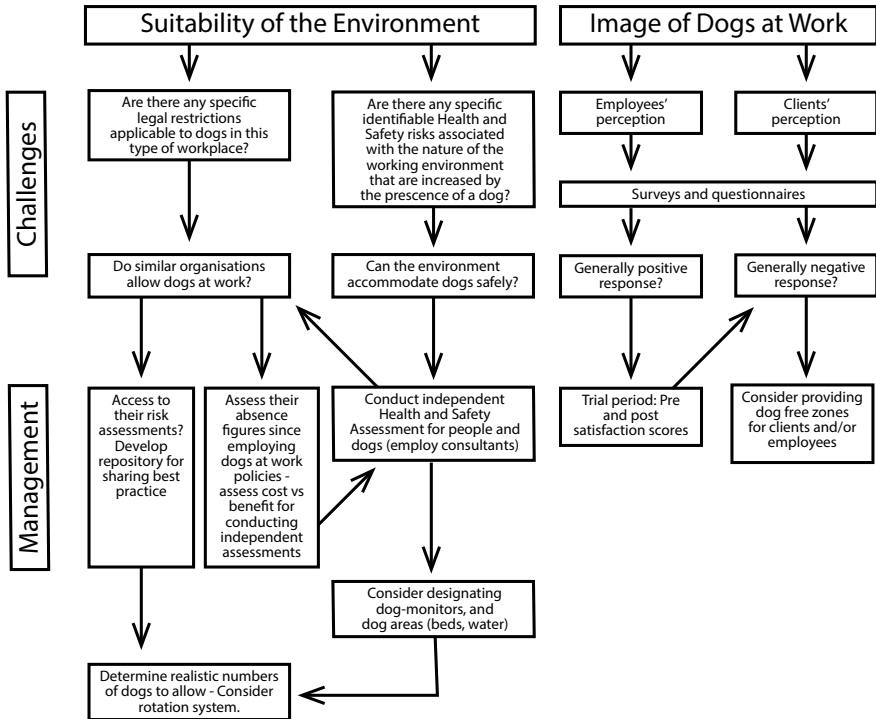 Suitability of the Environment
Image of Dogs at Work
Challenges
Are there any specific
legal restrictions
applicable to dogs in this
type of workplace?
Are there any specific
identifiable Health and
Safety risks associated
with the nature of the
working environment
that are increased by
the prescence of a dog?
Employees'
perception
Clients'
perception
Surveys and questionnaires
Do similar organisations
allow dogs at work?
Can the environment
accommodate dogs safely?
Generally positive
response?
Generally negative
response?
Management
Access to
their risk
assessments?
Develop
repository for
sharing best
practice
Assess their
absence
figures since
employing
dogs at work
policies -
assess cost vs
benefit for
conducting
independent
assessments
Conduct independent
Health and Safety
Assessment for people and
dogs (employ consultants)
Trial period: Pre
and post
satisfaction scores
Consider providing
dog free zones
for clients and/or
employees
Consider designating
dog-monitors, and
dog areas (beds, water)
Determine realistic numbers
of dogs to allow - Consider
rotation system.